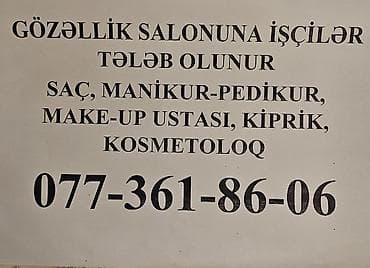 GÖZƏLLİK SALONUNA İŞÇİLƏR
TƏLƏB OLUNUR
SAÇ, MANİKUR-PEDİKUR,
MAKE-UP USTASI, KİPRİK,
KOSMETOLOQ
077-361-86-06